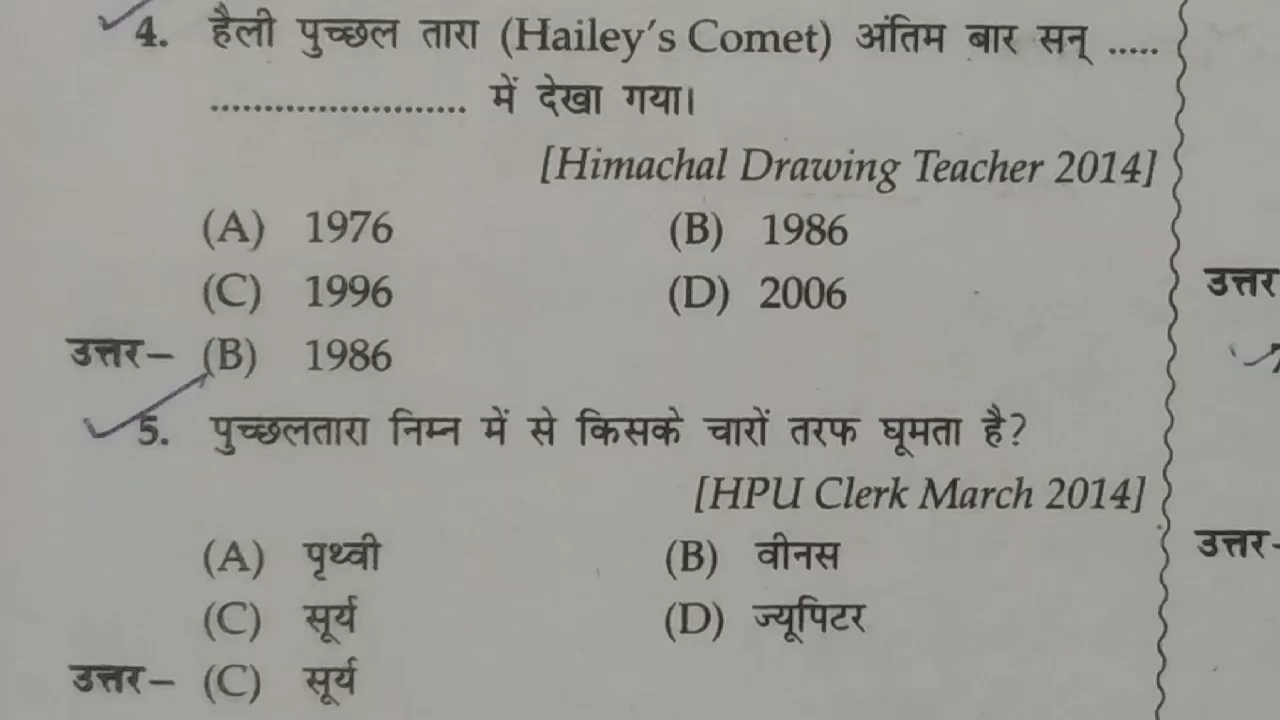 4. हैली पुच्छल तारा (Hailey's Comet) अंतिम बार सन् .....
........................ में देखा गया।
[Himachal Drawing Teacher 2014]
(A) 1976 (B) 1986
(C) 1996 (D) 2006
उत्तर– (B) 1986
5. पुच्छलतारा निम्न में से किसके चारों तरफ घूमता है?
[HPU Clerk March 2014]
(A) पृथ्वी (B) वीनस
(C) सूर्य (D) ज्यूपिटर
उत्तर– (C) सूर्य
उत्तर
उत्तर-